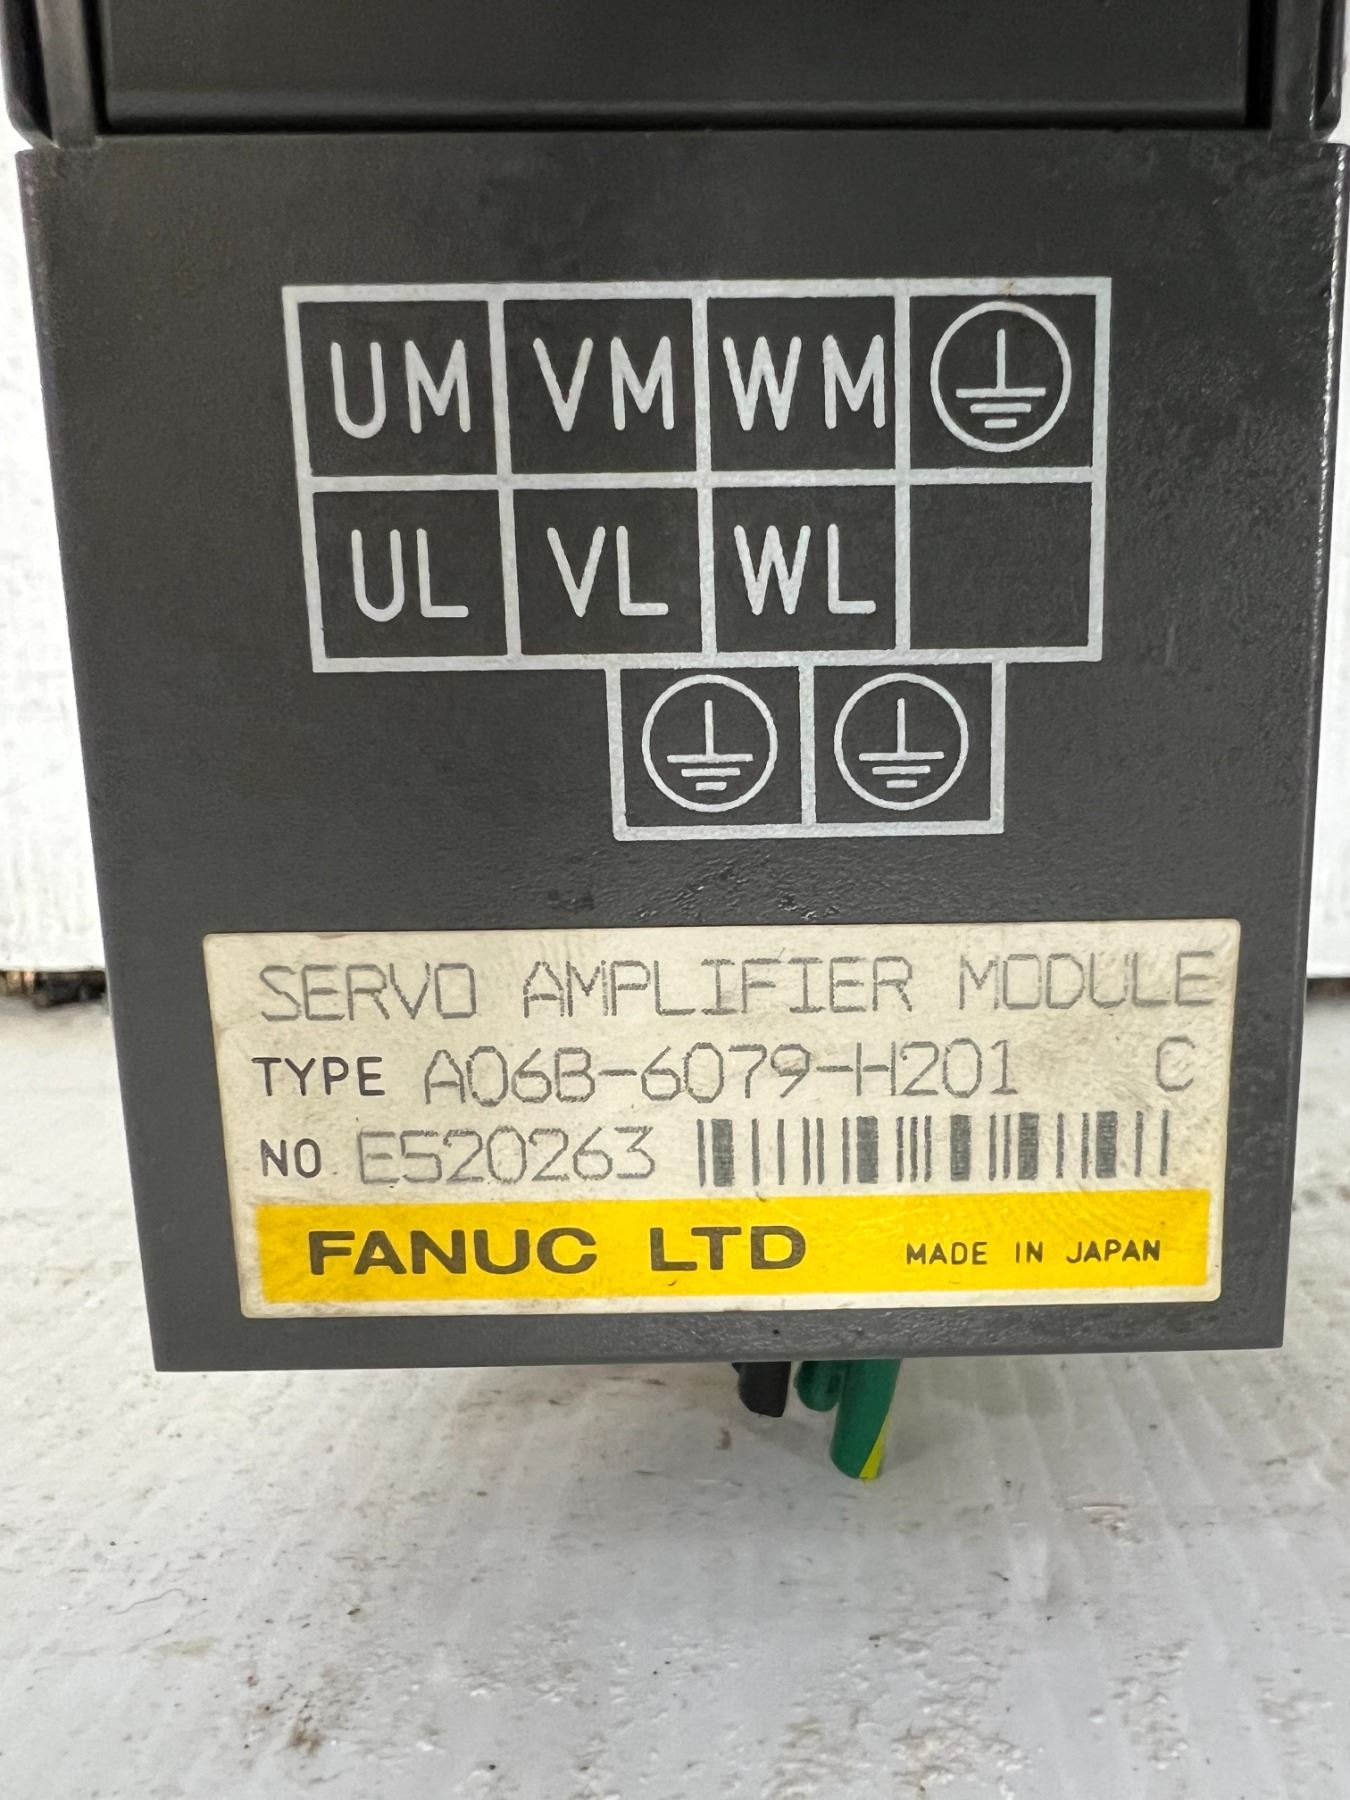 UM VM WM
UL VL WL
SERVO AMPLIFIER MODULE
TYPE A06B-6079-H201 C
NO E520263
FANUC LTD MADE IN JAPAN